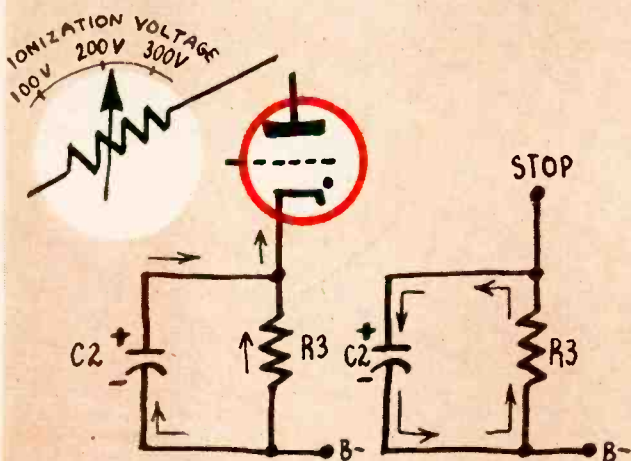 IONIZATION VOLTAGE
100V 200V 300V
STOP
+
C2
-
R3
B-
+
C2
-
R3
B-